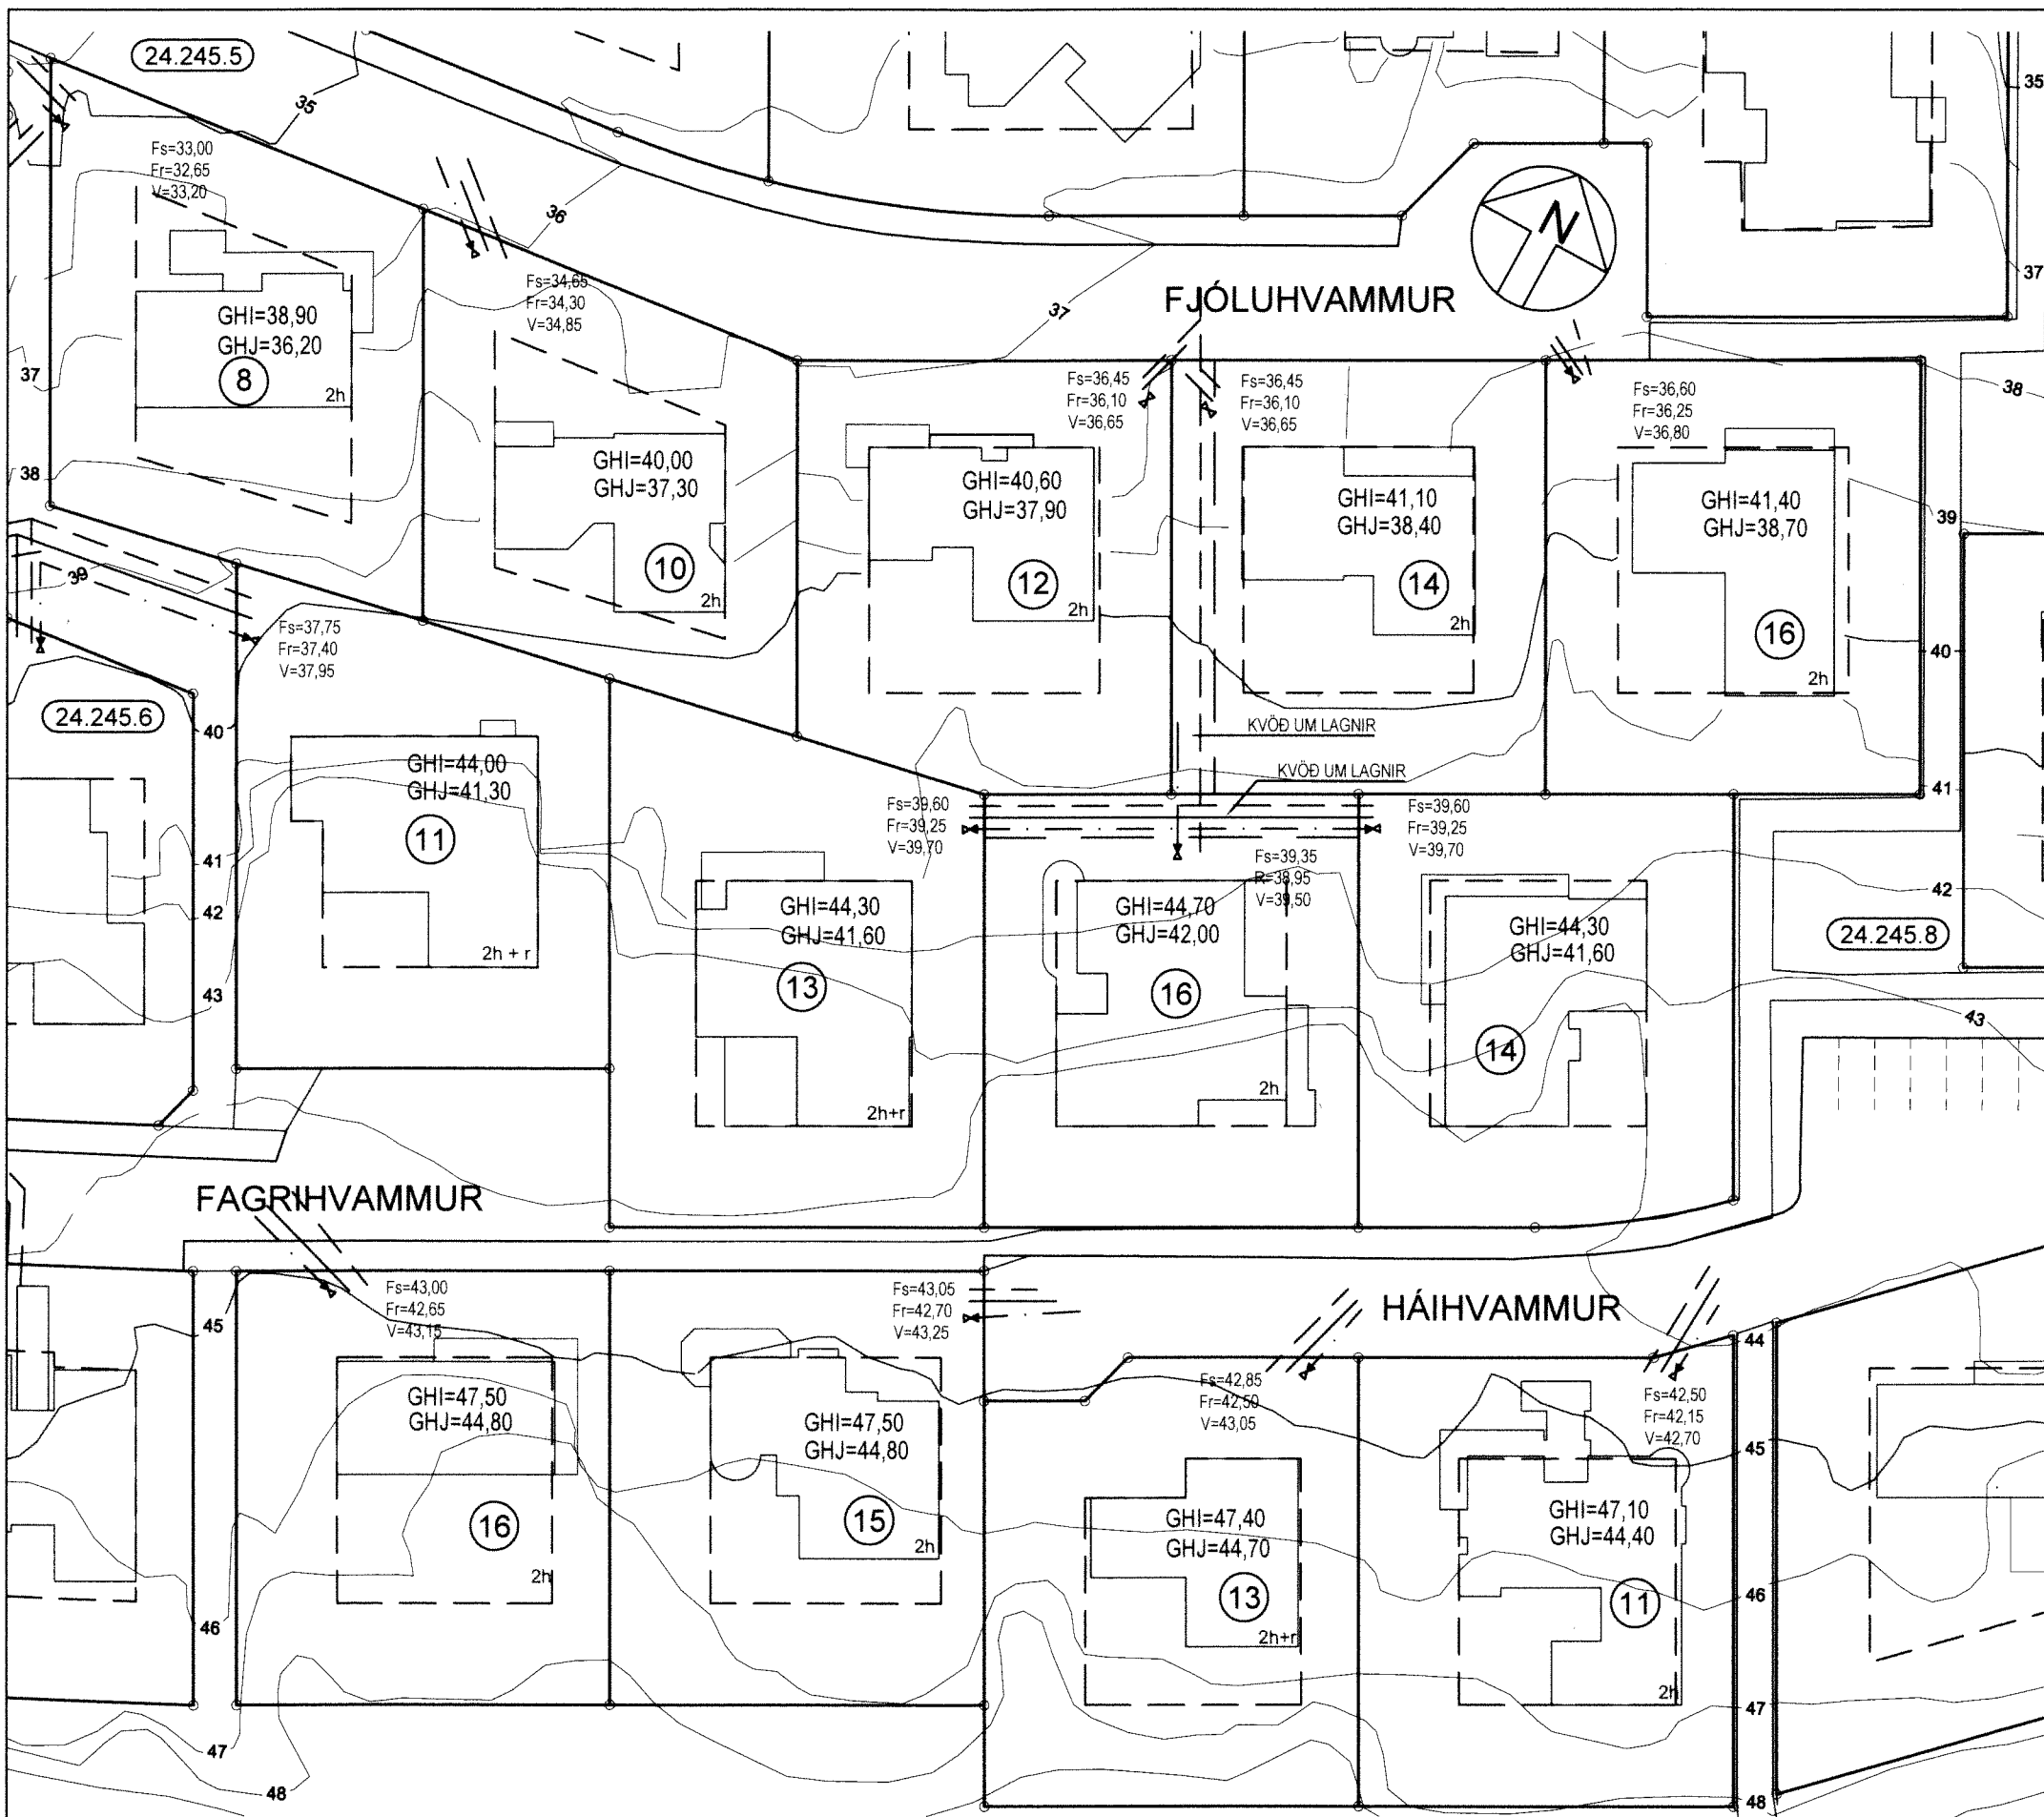 24.245.5
35
35
Fs=33,00
Fr=32,65
V=33,20
36
N
37
Fs=34,65
Fr=34,30
V=34,85
37
FJÓLUHVAMMUR
GHI=38,90
GHJ=36,20
8
2h
37
38
Fs=36,45
Fr=36,10
V=36,65
Fs=36,45
Fr=36,10
V=36,65
Fs=36,60
Fr=36,25
V=36,80
38
GHI=40,00
GHJ=37,30
10
2h
GHI=40,60
GHJ=37,90
12
2h
GHI=41,10
GHJ=38,40
14
2h
GHI=41,40
GHJ=38,70
16
2h
39
40
41
39
Fs=37,75
Fr=37,40
V=37,95
24.245.6
40
KVÖÐ UM LAGNIR
KVÖÐ UM LAGNIR
GHI=44,00
GHJ=41,30
11
2h + r
41
42
43
Fs=39,60
Fr=39,25
V=39,70
Fs=39,60
Fr=39,25
V=39,70
Fs=39,35
R=38,95
V=39,50
GHI=44,30
GHJ=41,60
13
2h+r
GHI=44,70
GHJ=42,00
16
2h
GHI=44,30
GHJ=41,60
14
42
24.245.8
43
FAGRIHVAMMUR
Fs=43,00
Fr=42,65
V=43,15
Fs=43,05
Fr=42,70
V=43,25
HÁIHVAMMUR
44
45
Fs=42,85
Fr=42,50
V=43,05
Fs=42,50
Fr=42,15
V=42,70
45
GHI=47,50
GHJ=44,80
16
2h
GHI=47,50
GHJ=44,80
15
2h
GHI=47,40
GHJ=44,70
13
2h+r
GHI=47,10
GHJ=44,40
11
2h
46
46
47
47
48
48